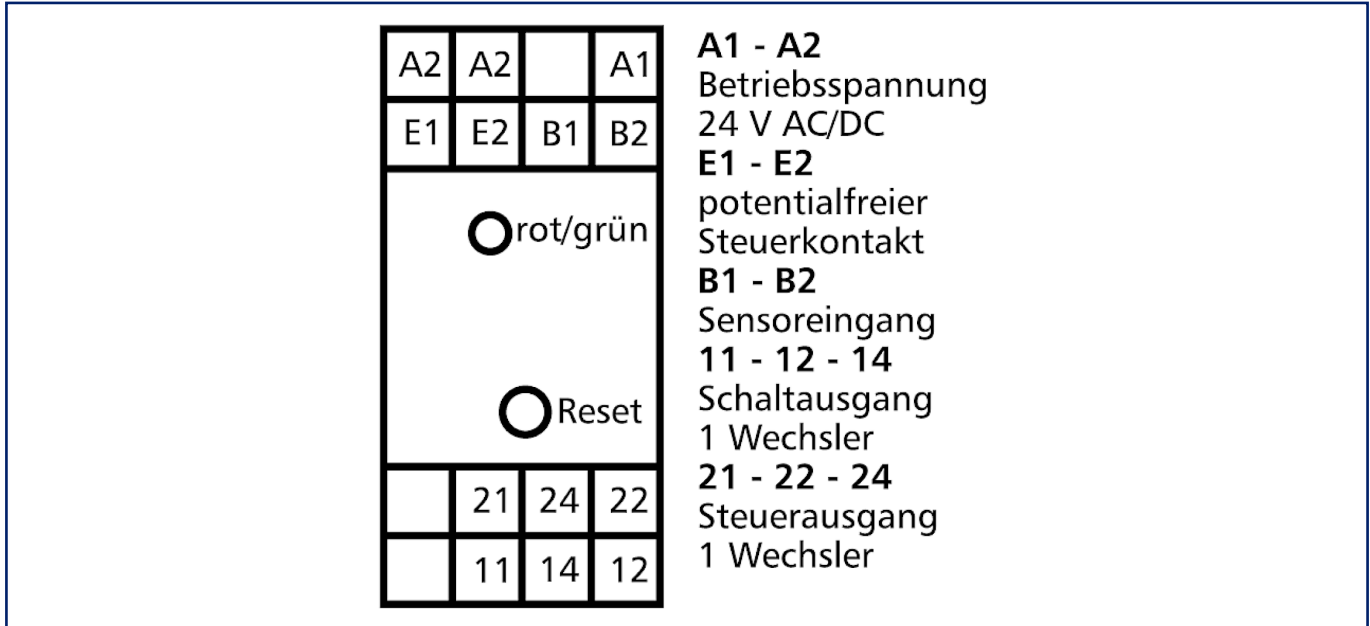 A2 A2 A1
E1 E2 B1 B2
rot/grün
Reset
21 24 22
11 14 12
A1 - A2
Betriebsspannung
24 V AC/DC
E1 - E2
potentialfreier
Steuerkontakt
B1 - B2
Sensoreingang
11 - 12 - 14
Schaltausgang
1 Wechsler
21 - 22 - 24
Steuerausgang
1 Wechsler